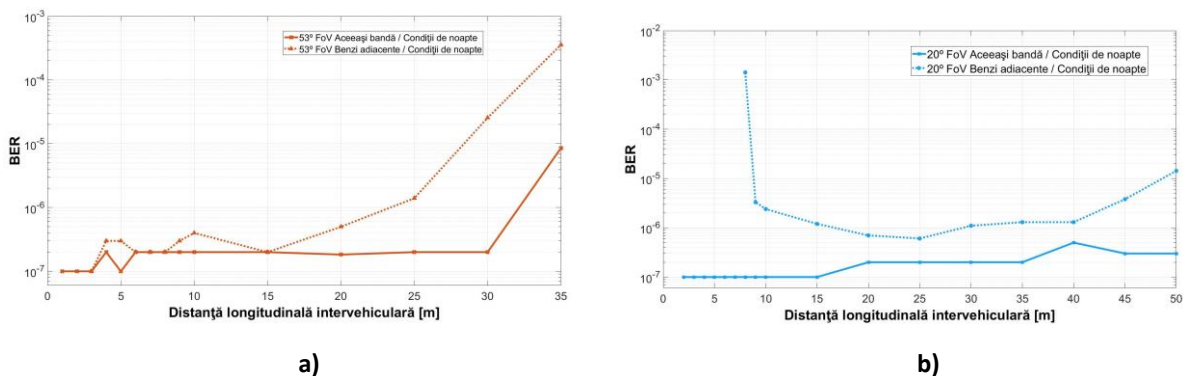 10^-3
10^-4
10^-5
10^-6
10^-7
BER
53º FoV Aceeaşi bandă / Condiţii de noapte
53º FoV Benzi adiacente / Condiţii de noapte
0 5 10 15 20 25 30 35
Distanţă longitudinală intervehiculară [m]
a)
10^-2
10^-3
10^-4
10^-5
10^-6
10^-7
BER
20º FoV Aceeaşi bandă / Condiţii de noapte
20º FoV Benzi adiacente / Condiţii de noapte
0 5 10 15 20 25 30 35 40 45 50
Distanţă longitudinală intervehiculară [m]
b)